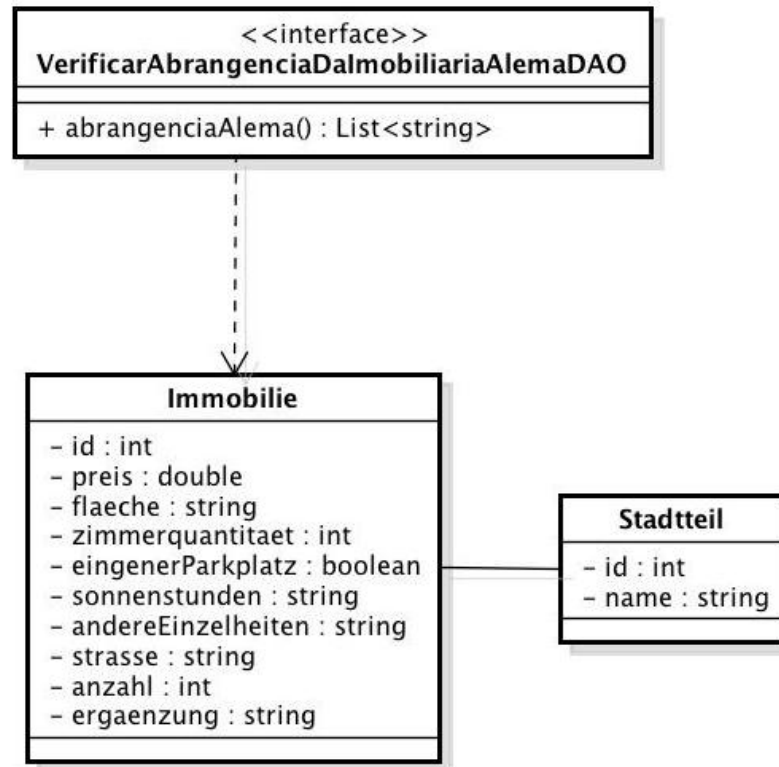 <<interface>>
VerificarAbrangenciaDaImobiliariaAlemaDAO
+ abrangenciaAlema() : List<string>
Immobilie
- id : int
- preis : double
- flaeche : string
- zimmerquantitaet : int
- eingenerParkplatz : boolean
- sonnenstunden : string
- andereEinzelheiten : string
- strasse : string
- anzahl : int
- ergaenzung : string
Stadtteil
- id : int
- name : string